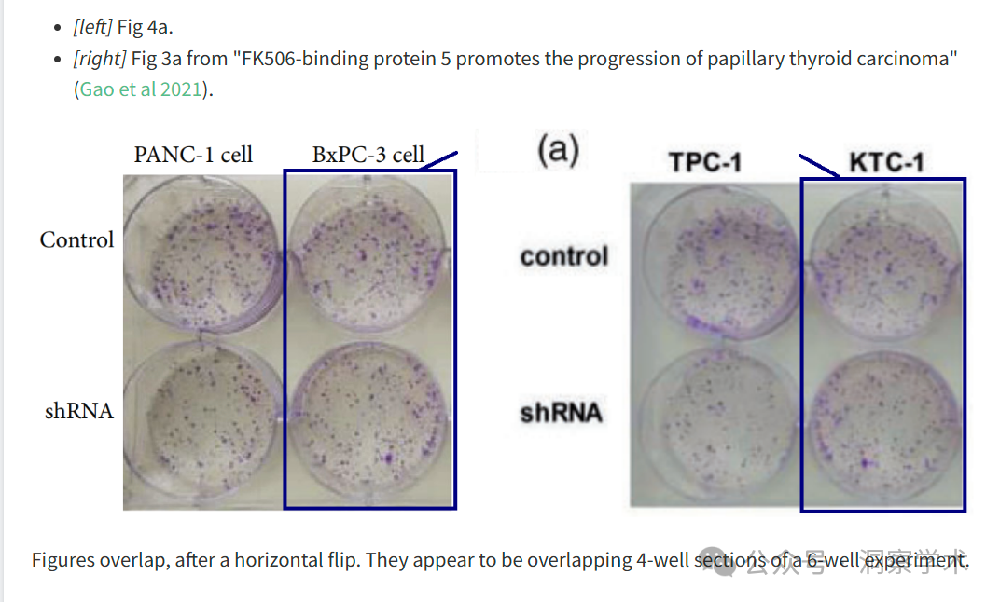 • [left] Fig 4a.
• [right] Fig 3a from "FK506-binding protein 5 promotes the progression of papillary thyroid carcinoma"
(Gao et al 2021).
PANC-1 cell BxPC-3 cell
Control
shRNA
(a)
TPC-1 KTC-1
control
shRNA
Figures overlap, after a horizontal flip. They appear to be overlapping 4-well sections of a 6-well experiment.
公众号 洞察学术